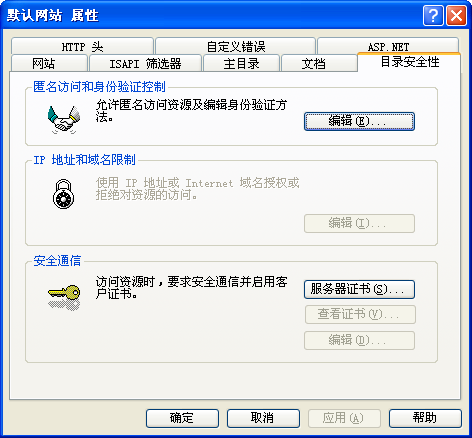 默认网站 属性
HTTP 头
自定义错误
ASP.NET
网站
ISAPI 筛选器
主目录
文档
目录安全性
匿名访问和身份验证控制
允许匿名访问资源及编辑身份验证方
法。
编辑(E)...
IP 地址和域名限制
使用 IP 地址或 Internet 域名授权或
拒绝对资源的访问。
编辑(I)...
安全通信
访问资源时，要求安全通信并启用客
户证书。
服务器证书(S)...
查看证书(V)...
编辑(D)...
确定
取消
应用(A)
帮助